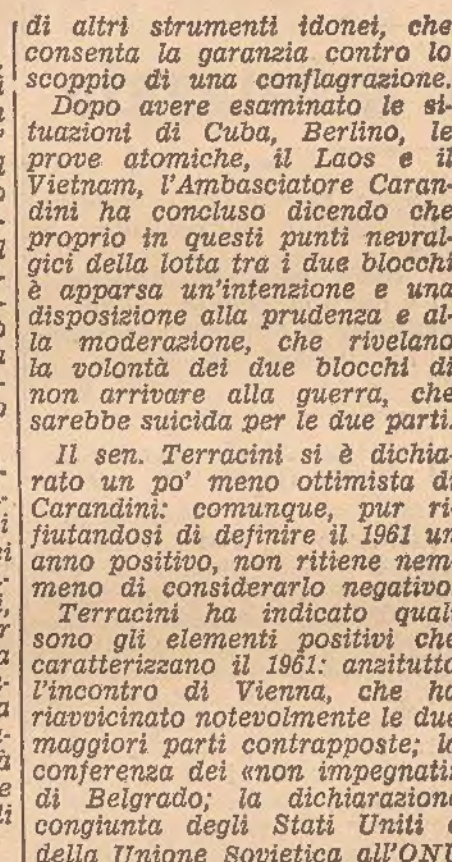 di altri strumenti idonei, che
consenta la garanzia contro lo
scoppio di una conflagrazione.
Dopo avere esaminato le si-
tuazioni di Cuba, Berlino, le
prove atomiche, il Laos e il
Vietnam, l'Ambasciatore Caran-
dini ha concluso dicendo che
proprio in questi punti nevral-
gici della lotta tra i due blocchi
è apparsa un'intenzione e una
disposizione alla prudenza e al-
la moderazione, che rivelano
la volontà dei due blocchi di
non arrivare alla guerra, che
sarebbe suicida per le due parti.
Il sen. Terracini si è dichia-
rato un po' meno ottimista di
Carandini: comunque, pur ri-
fiutandosi di definire il 1961 un
anno positivo, non ritiene nem-
meno di considerarlo negativo
Terracini ha indicato quali
sono gli elementi positivi che
caratterizzano il 1961: anzitutto
l'incontro di Vienna, che ha
riavvicinato notevolmente le due
maggiori parti contrapposte; la
conferenza dei «non impegnati»
di Belgrado; la dichiarazione
congiunta degli Stati Uniti e
della Unione Sovietica all'ONU